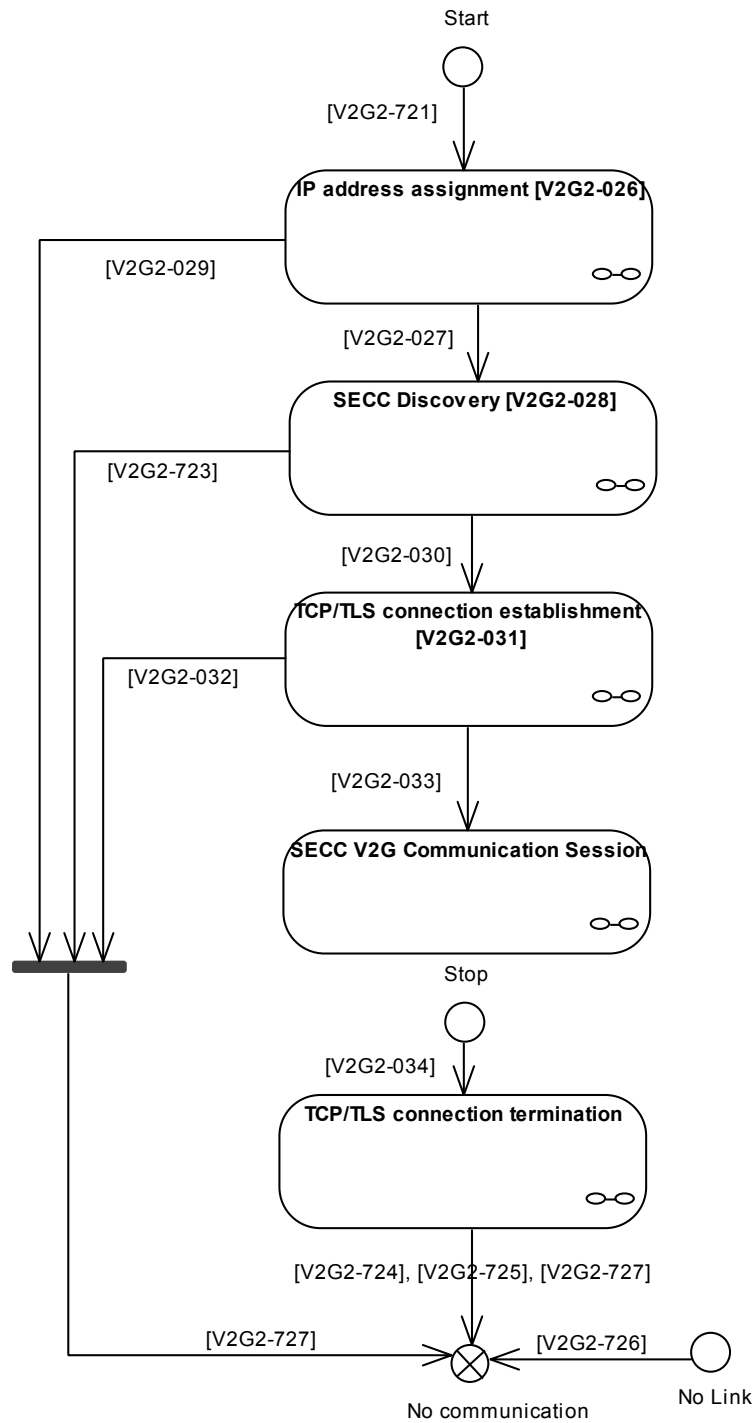 Start
[V2G2-721]
IP address assignment [V2G2-026]
[V2G2-029]
[V2G2-027]
SECC Discovery [V2G2-028]
[V2G2-723]
[V2G2-030]
TCP/TLS connection establishment
[V2G2-031]
[V2G2-032]
[V2G2-033]
SECC V2G Communication Session
Stop
[V2G2-034]
TCP/TLS connection termination
[V2G2-724], [V2G2-725], [V2G2-727]
[V2G2-727]
[V2G2-726]
No Link
No communication